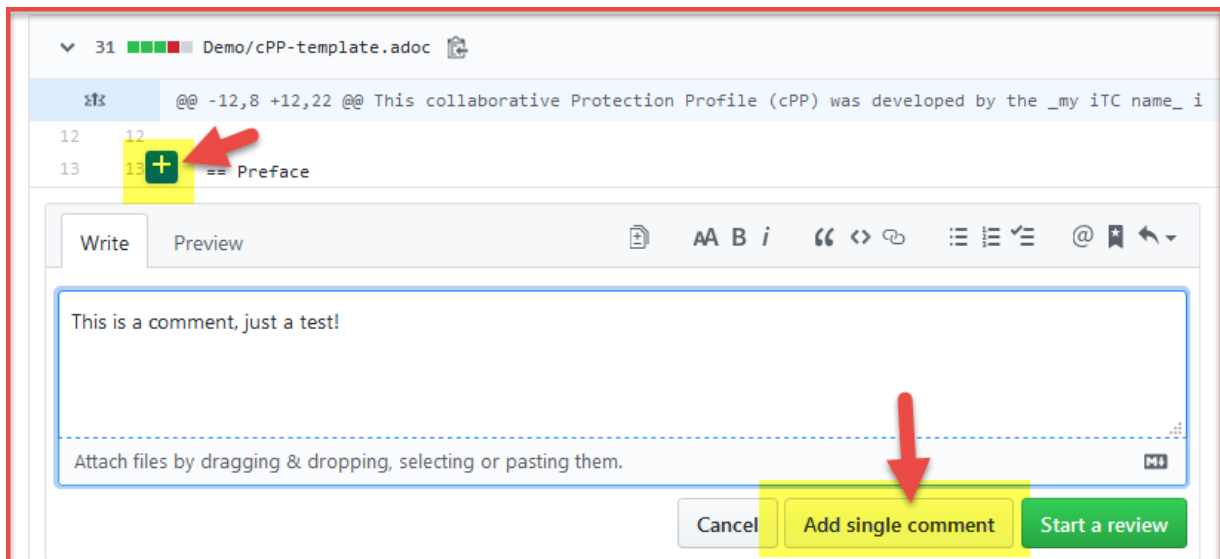 31 Demo/cPP-template.adoc
@@ -12,8 +12,22 @@ This collaborative Protection Profile (cPP) was developed by the _my iTC name_ i
12 12
13 13 + == Preface
Write Preview AA B i
This is a comment, just a test!
Attach files by dragging & dropping, selecting or pasting them.
Cancel Add single comment Start a review